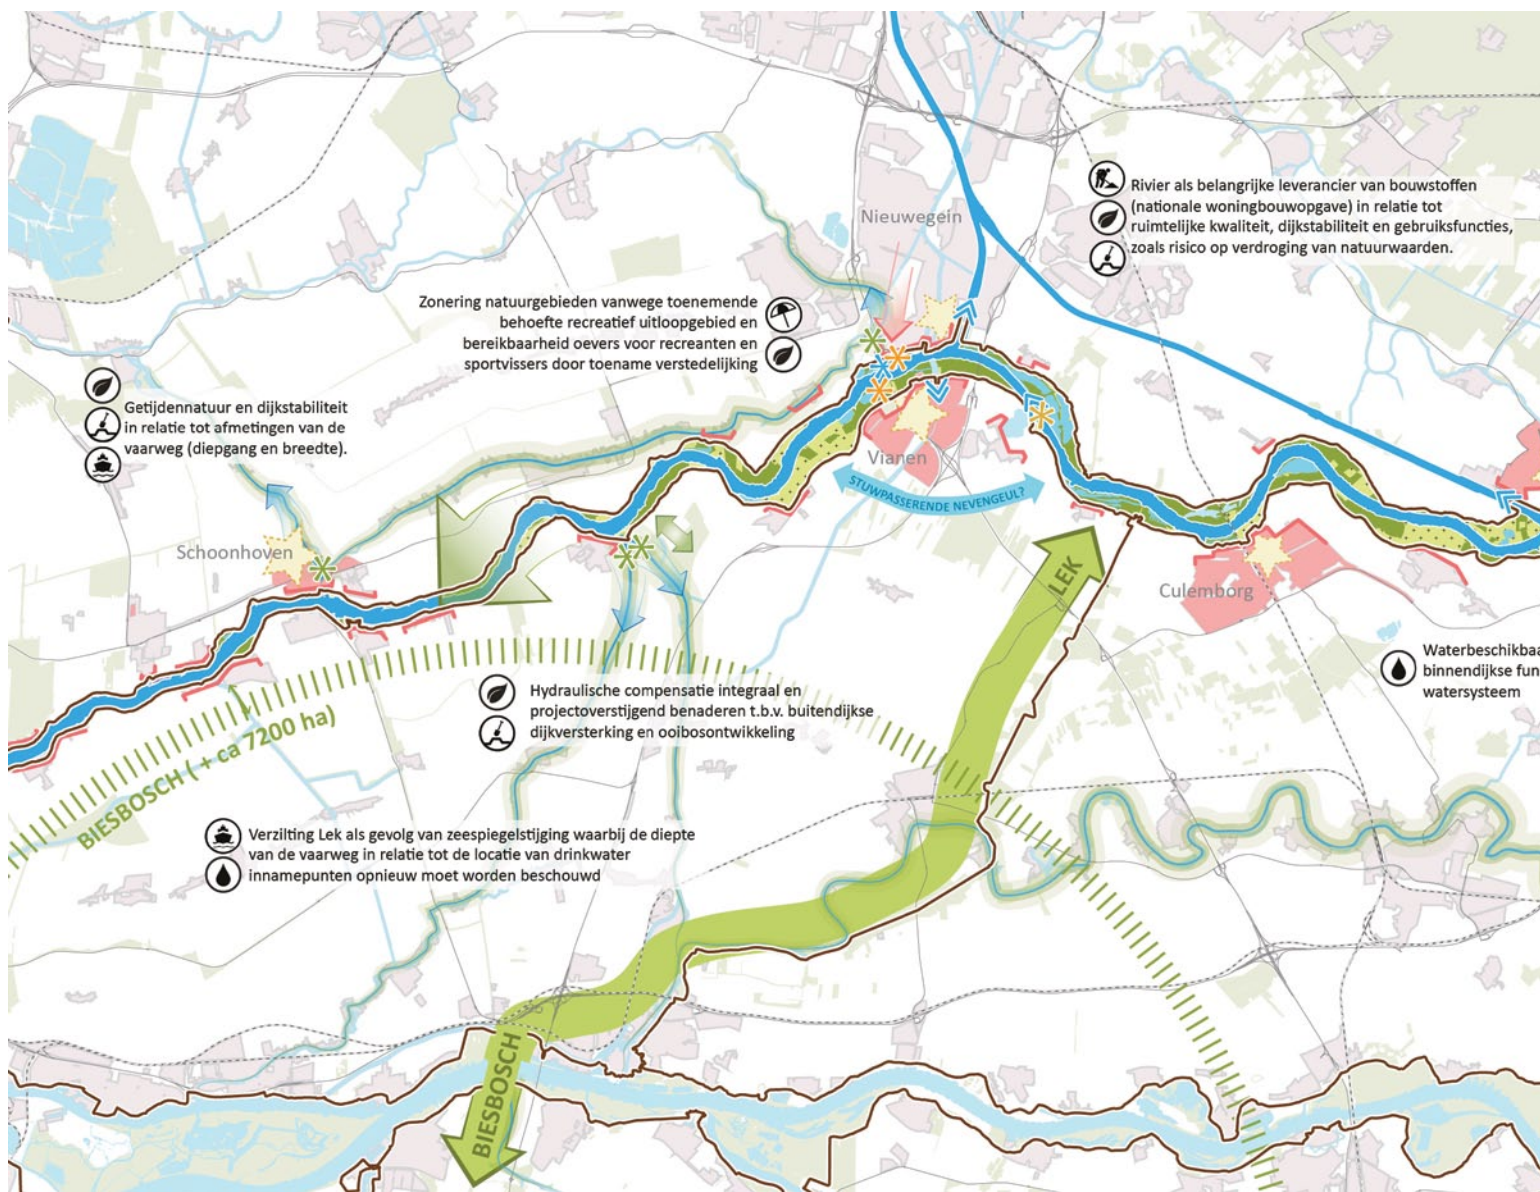 Nieuwegein
Rivier als belangrijke leverancier van bouwstoffen
(nationale woningbouwopgave) in relatie tot
ruimtelijke kwaliteit, dijkstabiliteit en gebruiksfuncties,
zoals risico op verdroging van natuurwaarden.
Zonering natuurgebieden vanwege toenemende
behoefte recreatief uitloopgebied en
bereikbaarheid oevers voor recreanten en
sportvissers door toename verstedelijking
Getijdennatuur en dijkstabiliteit
in relatie tot afmetingen van de
vaarweg (diepgang en breedte).
Vianen
STUWPASSERENDE NEVENGEUL?
Schoonhoven
LEK
Culemborg
Waterbeschikbaa
binnendijkse fun
watersysteem
Hydraulische compensatie integraal en
projectoverstijgend benaderen t.b.v. buitendijkse
dijkversterking en ooibosontwikkeling
BIESBOSCH ( + ca 7200 ha)
Verzilting Lek als gevolg van zeespiegelstijging waarbij de diepte
van de vaarweg in relatie tot de locatie van drinkwater
innamepunten opnieuw moet worden beschouwd
BIESBOSCH